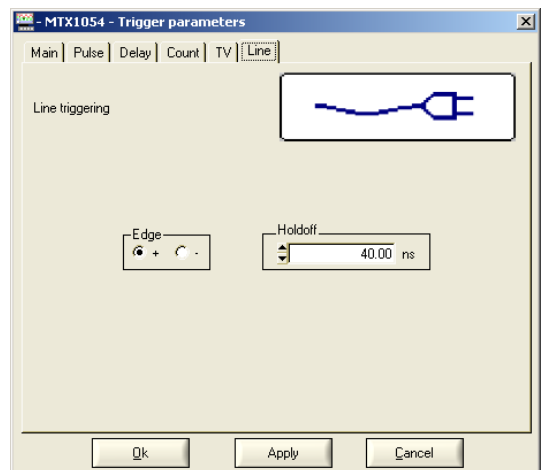 - MTX1054 - Trigger parameters
Main Pulse Delay Count TV Line
Line triggering
Edge
+ -
Holdoff
40.00 ns
Ok Apply Cancel